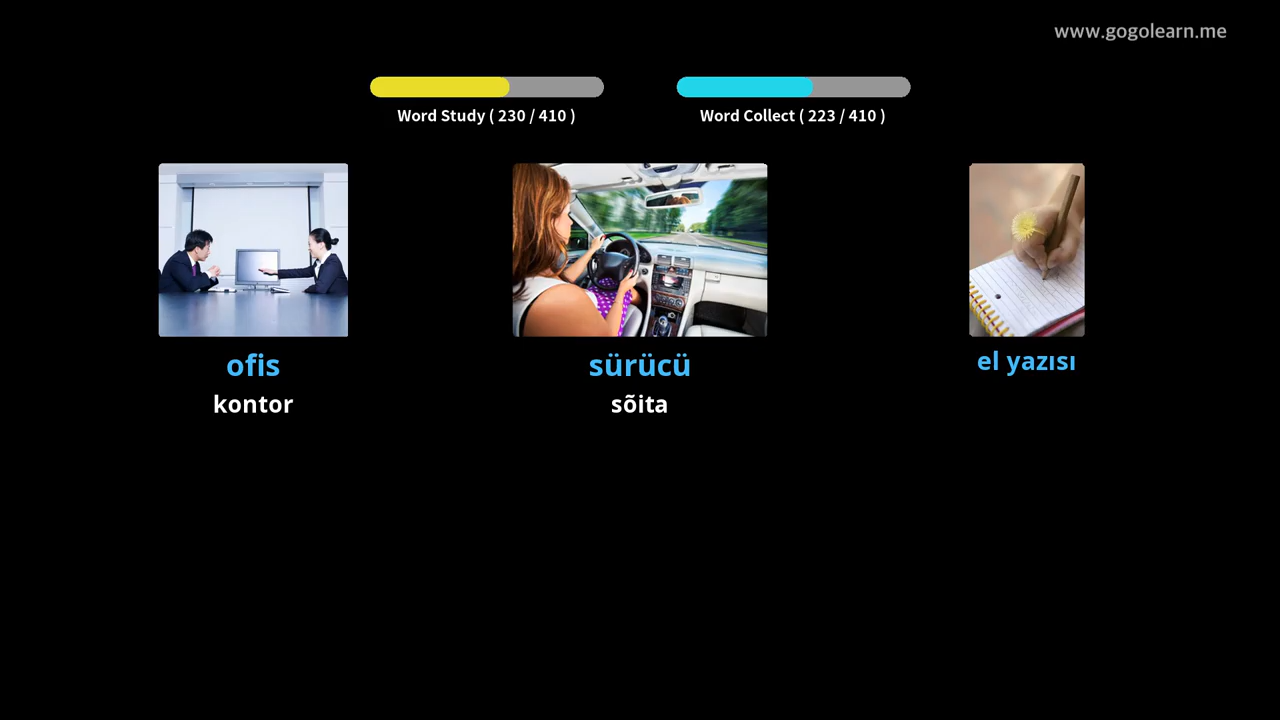 www.gogolearn.me
Word Study ( 230 / 410 )
Word Collect ( 223 / 410 )
ofis
kontor
sürücü
sõita
el yazısı